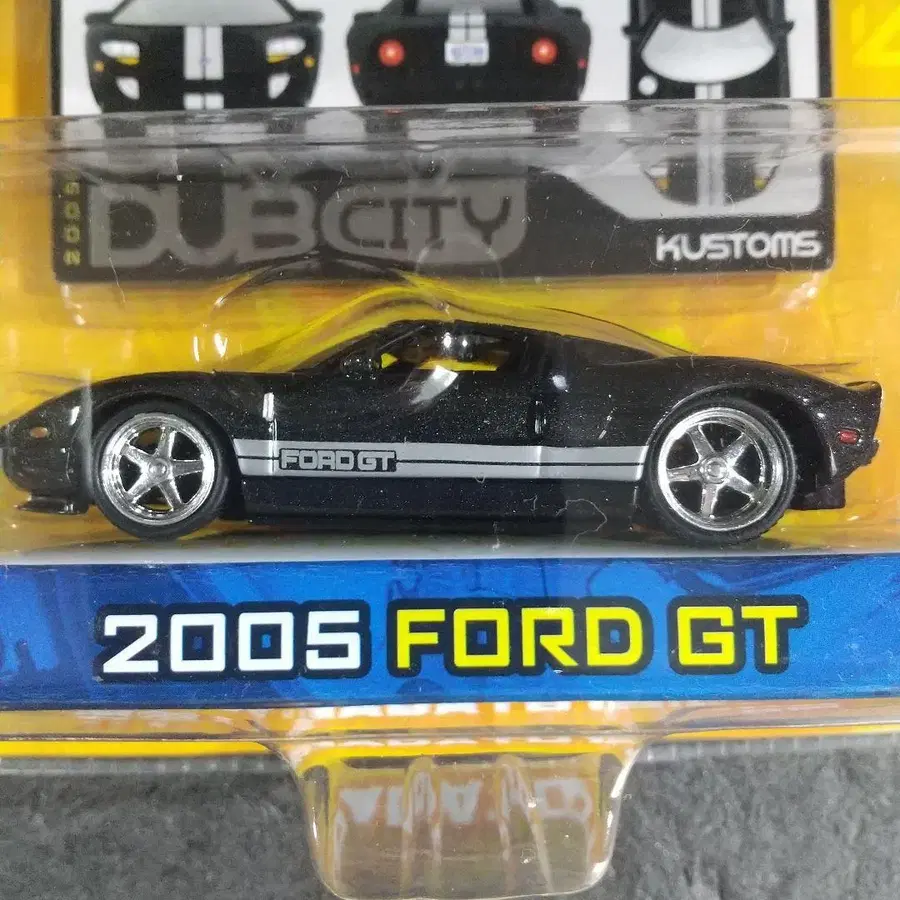 2005
DUB CITY
KUSTOMS
FORD GT
2005 FORD GT